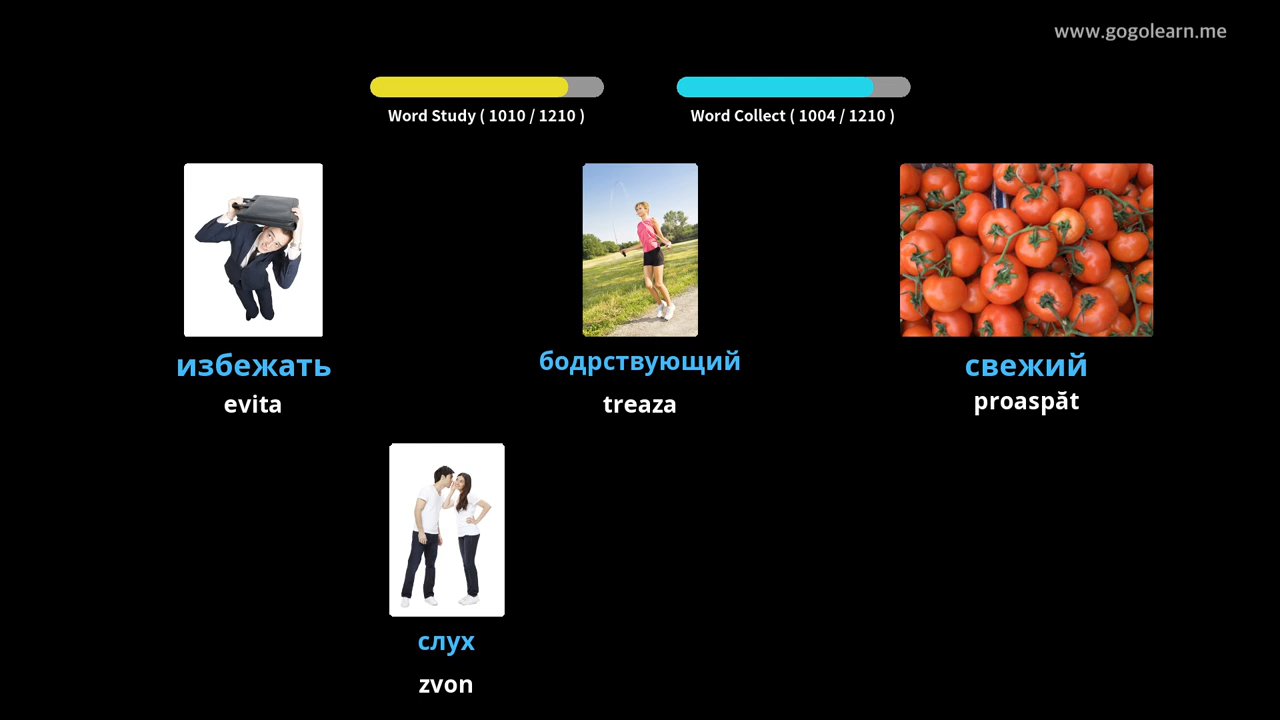 www.gogolearn.me
Word Study ( 1010 / 1210 )
Word Collect ( 1004 / 1210 )
избежать
evita
бодрствующий
treaza
свежий
proaspăt
слух
zvon